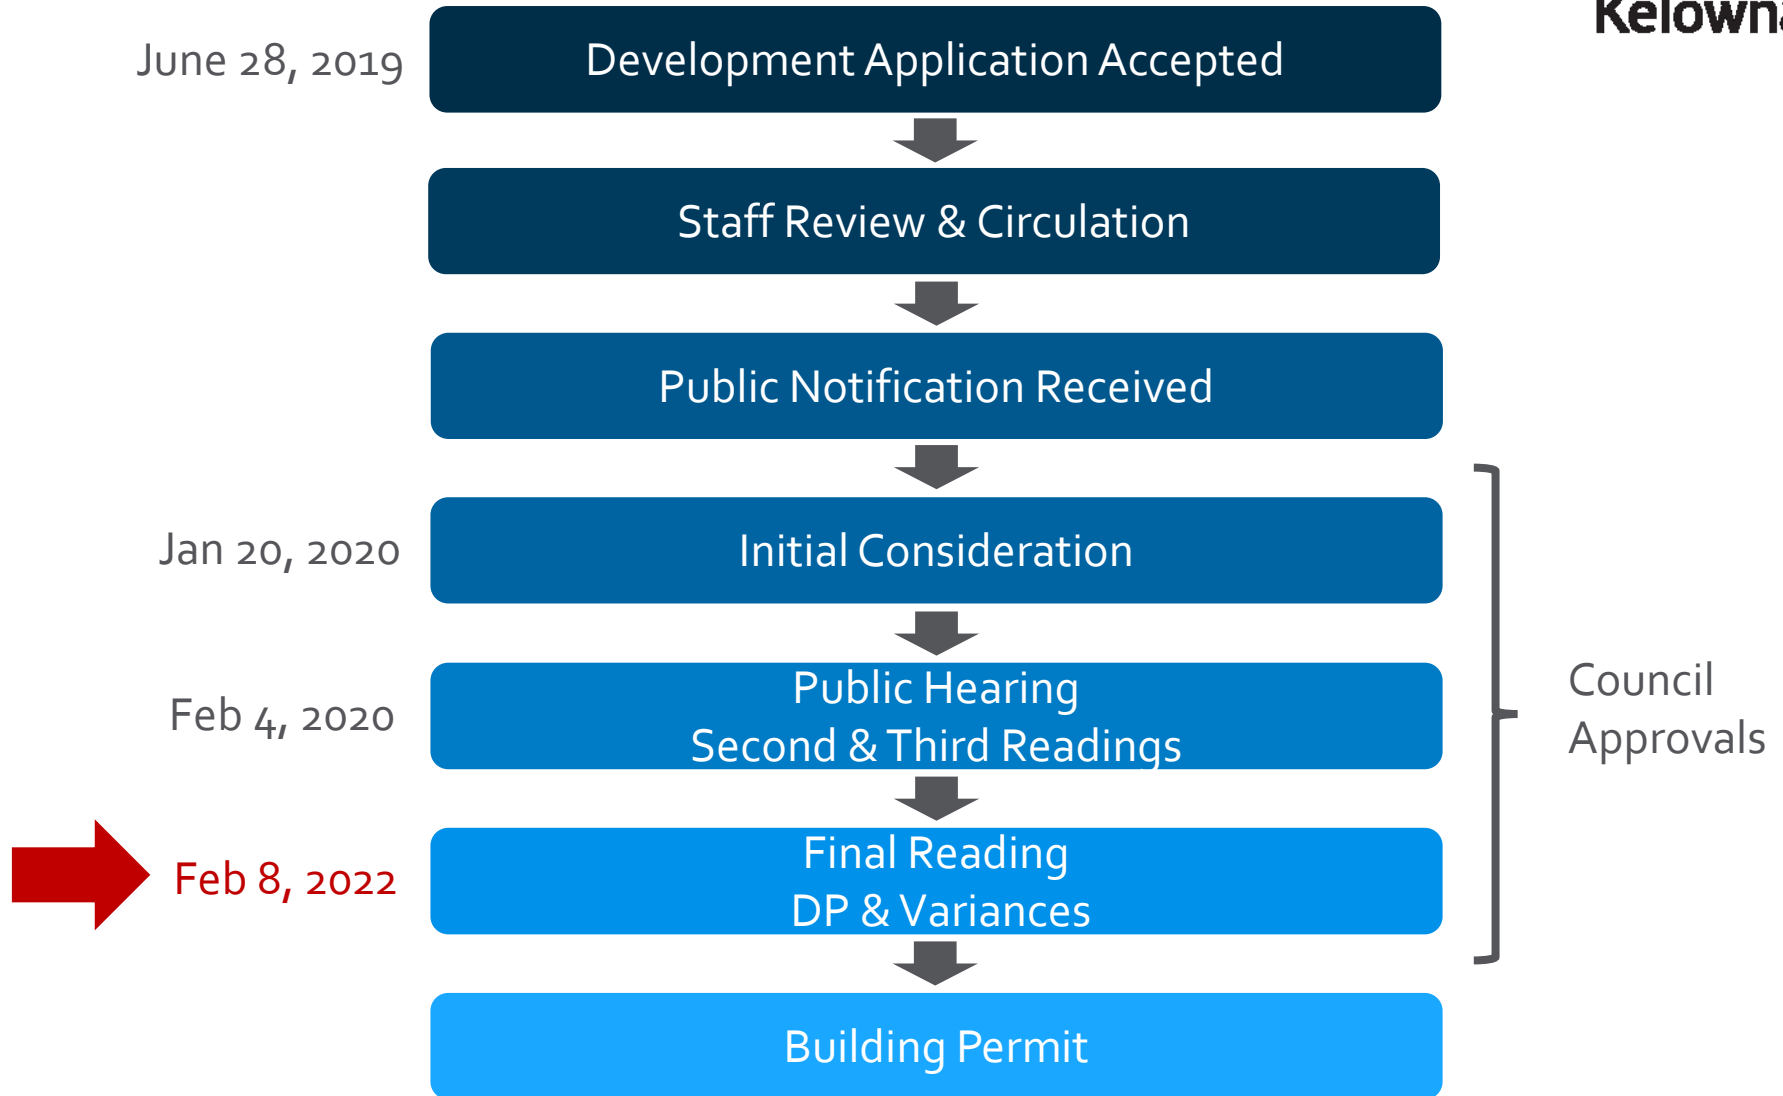 Kelowna
June 28, 2019
Development Application Accepted
Staff Review & Circulation
Public Notification Received
Jan 20, 2020
Initial Consideration
Feb 4, 2020
Public Hearing
Second & Third Readings
Council
Approvals
Feb 8, 2022
Final Reading
DP & Variances
Building Permit